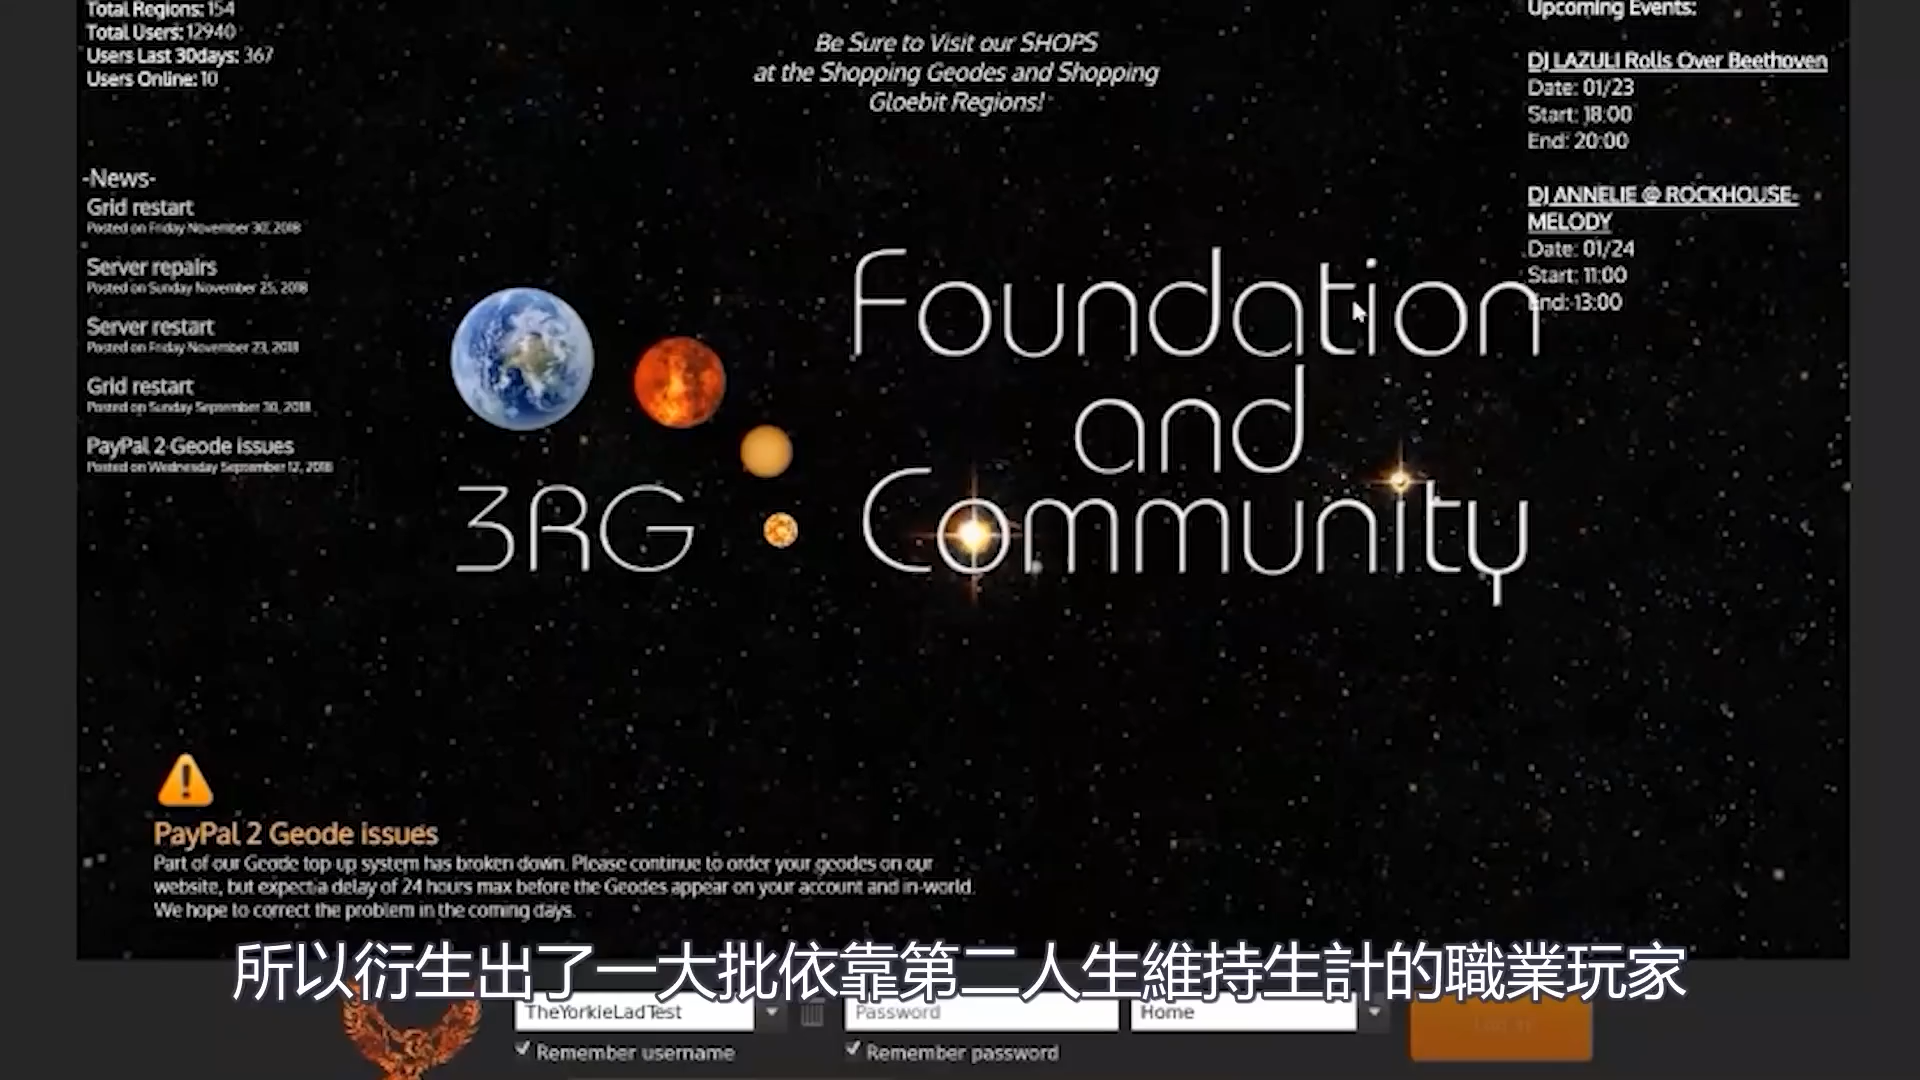 Total Regions: 154
Total Users: 12940
Users Last 30days: 367
Users Online: 10
-News-
Grid restart
Posted on Friday November 30, 2018
Server repairs
Posted on Sunday November 25, 2018
Server restart
Posted on Friday November 23, 2018
Grid restart
Posted on Sunday September 30, 2018
PayPal 2 Geode issues
Posted on Wednesday September 12, 2018
Be Sure to Visit our SHOPS
at the Shopping Geodes and Shopping
Gloebit Regions!
Upcoming Events:
DJ LAZULI Rolls Over Beethoven
Date: 01/23
Start: 18:00
End: 20:00
DJ ANNELIE @ ROCKHOUSE-
MELODY
Date: 01/24
Start: 11:00
End: 13:00
3RG
Foundation
and
Community
PayPal 2 Geode issues
Part of our Geode top up system has broken down. Please continue to order your geodes on our
website, but expect a delay of 24 hours max before the Geodes appear on your account and in-world.
We hope to correct the problem in the coming days.
所以衍生出了一大批依靠第二人生維持生計的職業玩家
TheYorkieLadTest
Password
Home
Log In
Remember username
Remember password